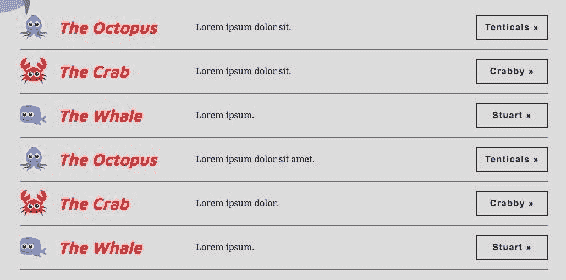 The Octopus Lorem ipsum dolor sit. Tenticals »
The Crab Lorem ipsum dolor sit. Crabby »
The Whale Lorem ipsum. Stuart »
The Octopus Lorem ipsum dolor sit amet. Tenticals »
The Crab Lorem ipsum dolor. Crabby »
The Whale Lorem ipsum. Stuart »